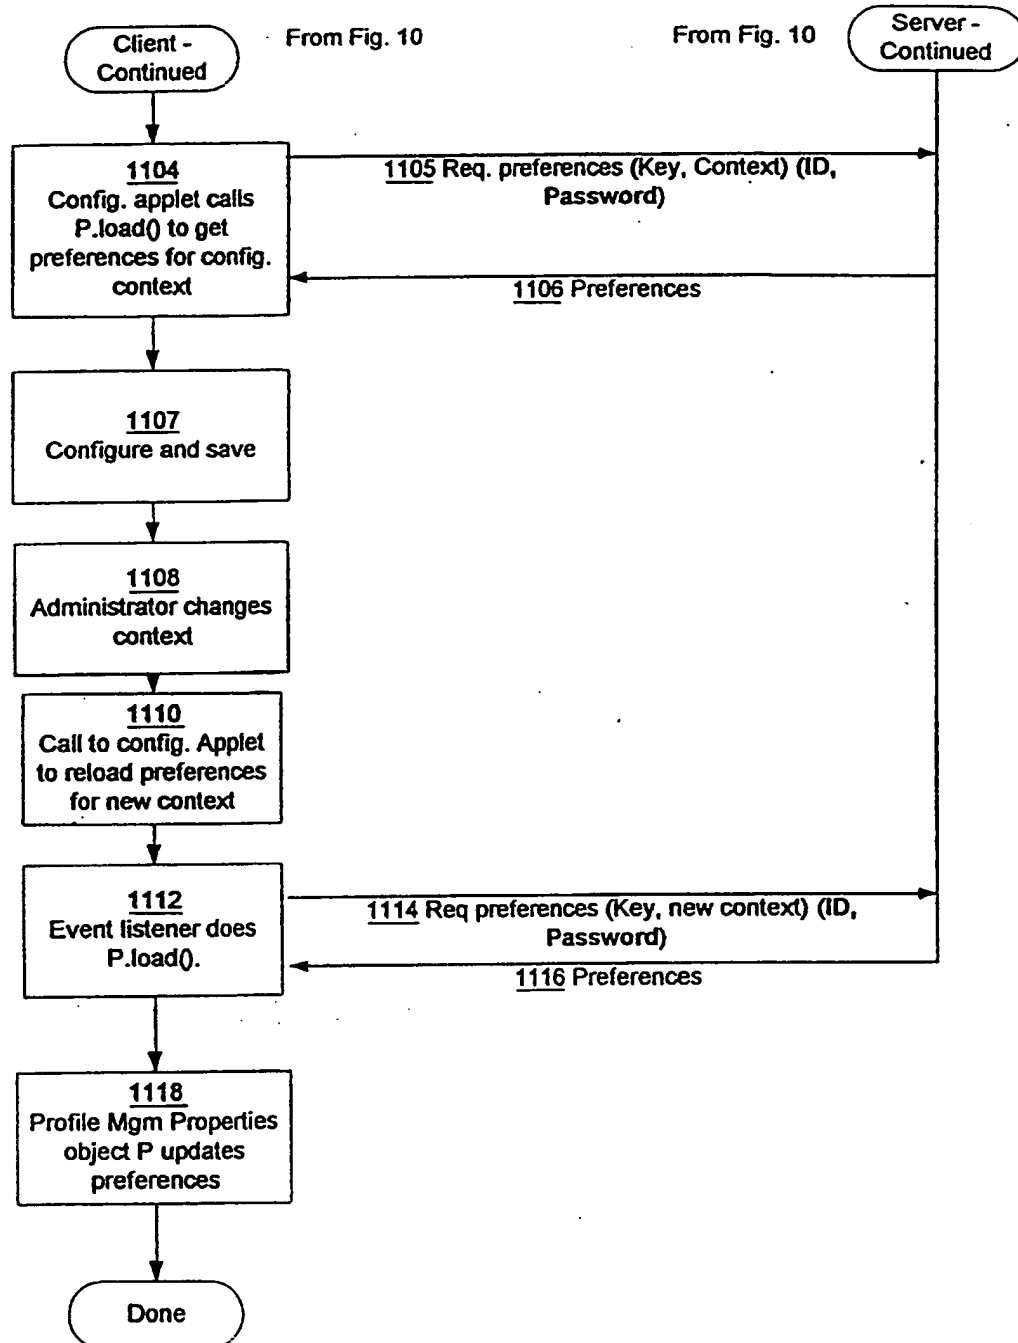 Client -
Continued
From Fig. 10
From Fig. 10
Server -
Continued
1104
Config. applet calls
P.load() to get
preferences for config.
context
1105 Req. preferences (Key, Context) (ID,
Password)
1106 Preferences
1107
Configure and save
1108
Administrator changes
context
1110
Call to config. Applet
to reload preferences
for new context
1112
Event listener does
P.load().
1114 Req preferences (Key, new context) (ID,
Password)
1116 Preferences
1118
Profile Mgm Properties
object P updates
preferences
Done